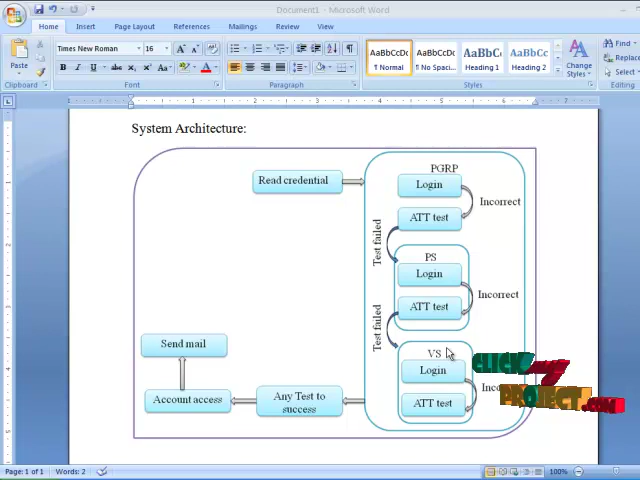 Document1 - Microsoft Word
Home Insert Page Layout References Mailings Review View
Paste
Clipboard
Times New Roman 16
Font
Paragraph
AaBbCcDc AaBbCcDc AaBbC AaBbCc
¶ Normal ¶ No Spaci... Heading 1 Heading 2
Change Styles
Styles
Find
Replace
Select
Editing
System Architecture:
PGRP
Read credential
Login
Incorrect
ATT test
Test failed
PS
Login
Incorrect
ATT test
Test failed
VS
Login
ATT test
Send mail
Account access
Any Test to
success
CLICK
PROJECT.COM
Page: 1 of 1 Words: 2
100%